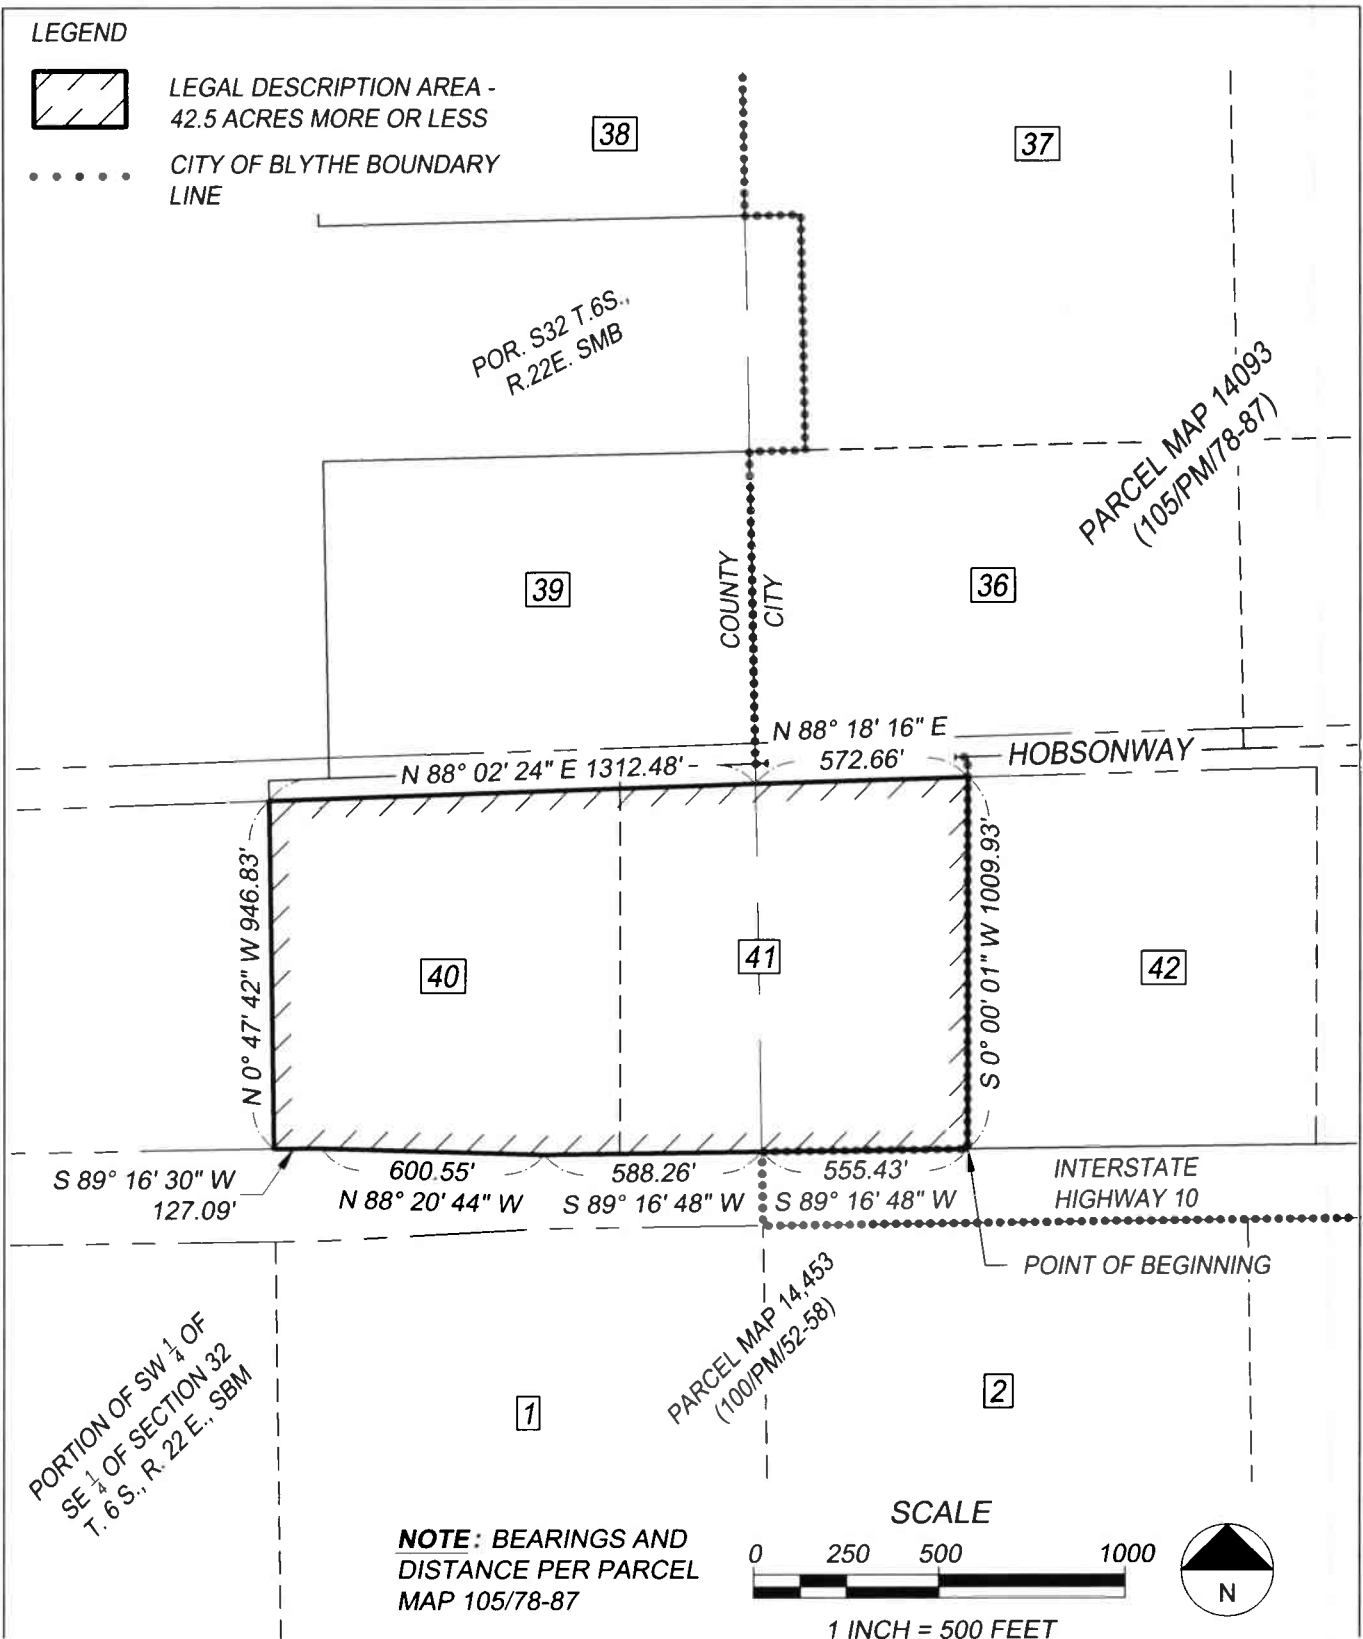 LEGEND
LEGAL DESCRIPTION AREA -
42.5 ACRES MORE OR LESS
CITY OF BLYTHE BOUNDARY
LINE
38
37
POR. S32 T.6S.,
R.22E. SMB
PARCEL MAP 14093
(105/PM/78-87)
39
COUNTY
CITY
36
N 88° 18' 16" E
572.66'
HOBSONWAY
N 88° 02' 24" E 1312.48'
N 0° 47' 42" W 946.83'
S 0° 00' 01" W 1009.93'
40
41
42
S 89° 16' 30" W
127.09'
600.55'
N 88° 20' 44" W
588.26'
S 89° 16' 48" W
555.43'
S 89° 16' 48" W
INTERSTATE
HIGHWAY 10
POINT OF BEGINNING
PORTION OF SW 1/4 OF
SE 1/4 OF SECTION 32
T. 6 S., R. 22 E., SBM
PARCEL MAP 14,453
(100/PM/52-58)
1
2
NOTE: BEARINGS AND
DISTANCE PER PARCEL
MAP 105/78-87
SCALE
0 250 500 1000
1 INCH = 500 FEET
N